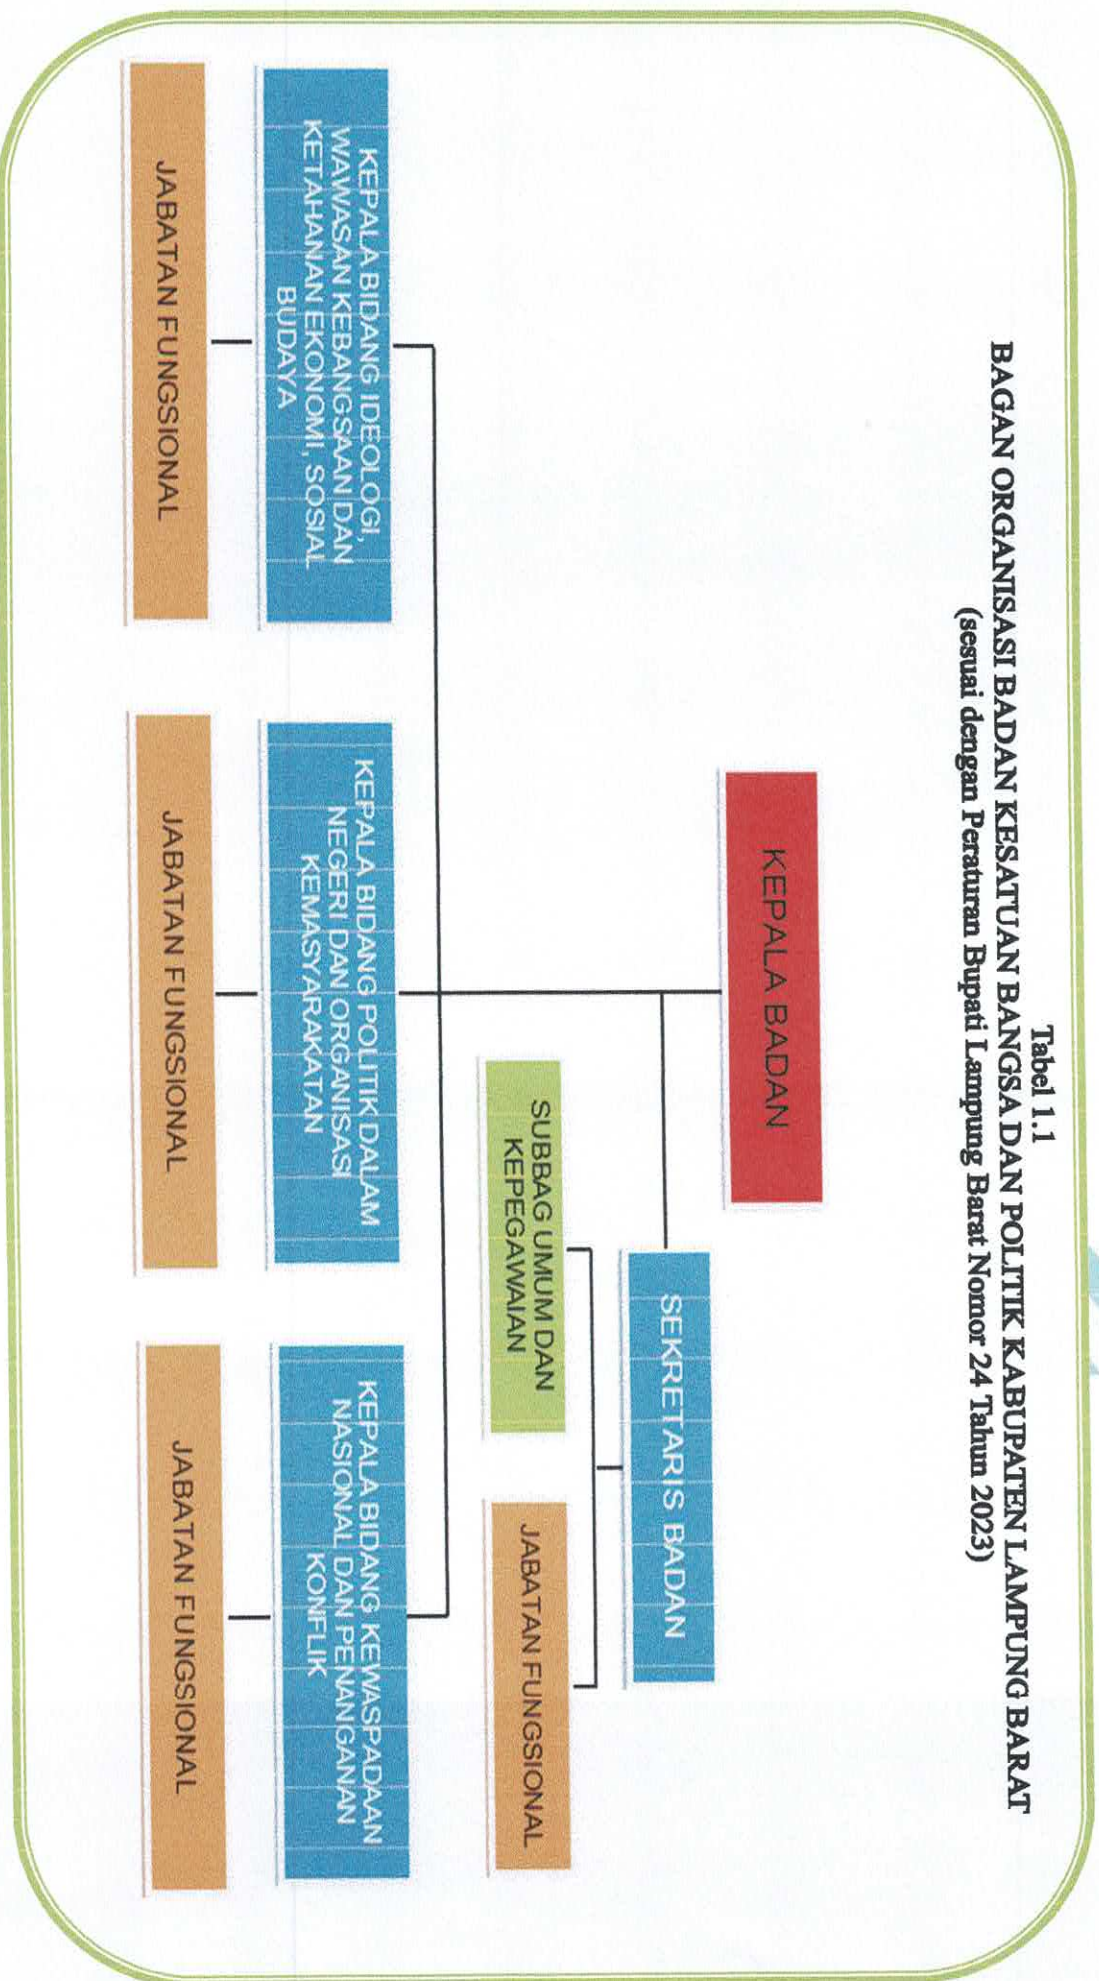 Tabel 1.1
BAGAN ORGANISASI BADAN KESATUAN BANGSA DAN POLITIK KABUPATEN LAMPUNG BARAT
(sesuai dengan Peraturan Bupati Lampung Barat Nomor 24 Tahun 2023)
KEPALA BADAN
SEKRETARIS BADAN
SUBBAG UMUM DAN
KEPEGAWAIAN
JABATAN FUNGSIONAL
KEPALA BIDANG IDEOLOGI,
WAWASAN KEBANGSAAN DAN
KETAHANAN EKONOMI, SOSIAL
BUDAYA
KEPALA BIDANG POLITIK DALAM
NEGERI DAN ORGANISASI
KEMASYARAKATAN
KEPALA BIDANG KEWASPADAAN
NASIONAL DAN PENANGANAN
KONFLIK
JABATAN FUNGSIONAL
JABATAN FUNGSIONAL
JABATAN FUNGSIONAL